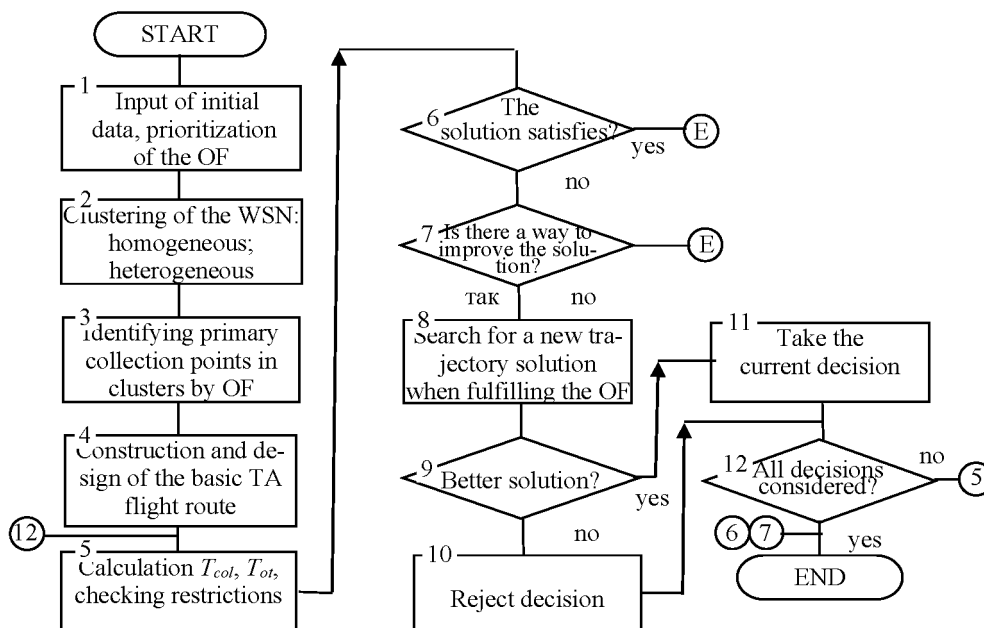 START
1
Input of initial
data, prioritization
of the OF
2
Clustering of the WSN:
homogeneous;
heterogeneous
3
Identifying primary
collection points in
clusters by OF
4
Construction and de-
sign of the basic TA
flight route
12
5
Calculation Tcol, Tot,
checking restrictions
6
The
solution satisfies?
yes
E
no
7
Is there a way to
improve the solu-
tion?
E
так
no
8
Search for a new tra-
jectory solution
when fulfilling the OF
9
Better solution?
yes
no
10
Reject decision
11
Take the
current decision
12
All decisions
considered?
no
5
6
7
yes
END